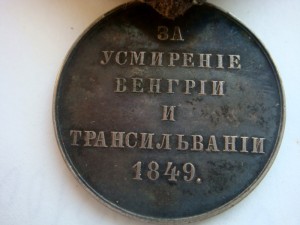 ЗА
УСМИРЕНІЕ
ВЕНГРІИ
И
ТРАНСИЛЬВАНІИ
1849.